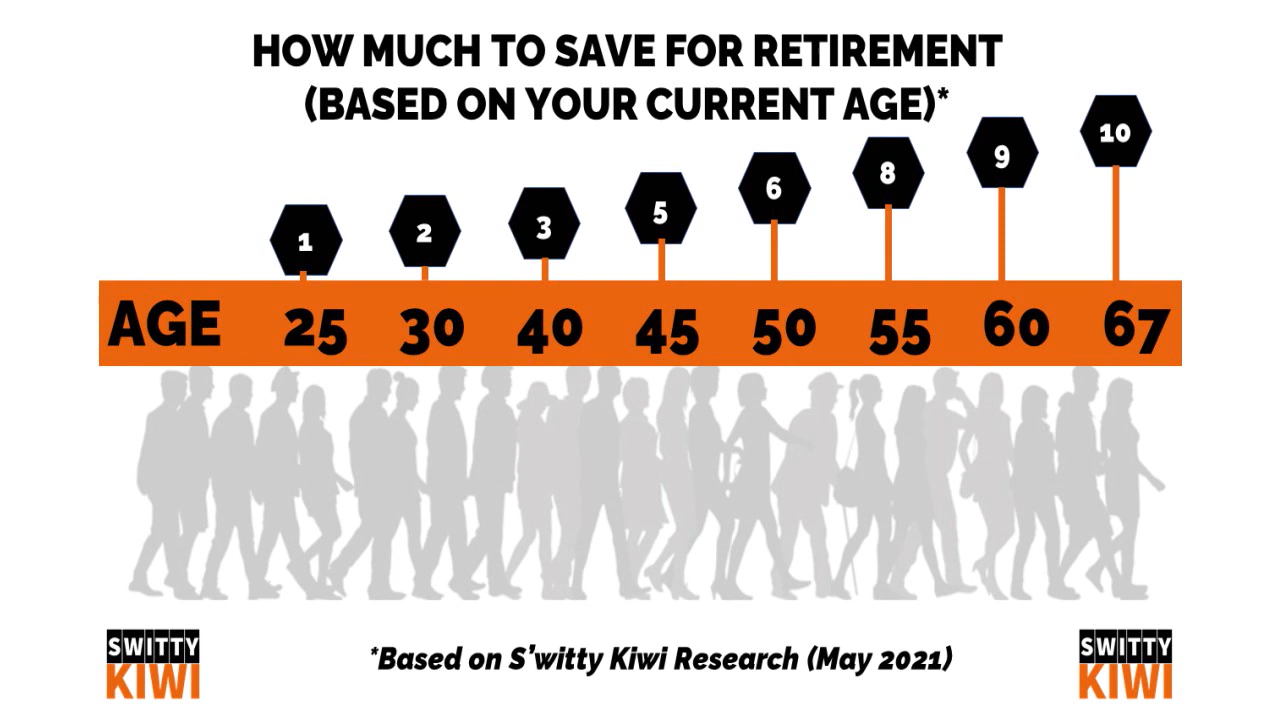 HOW MUCH TO SAVE FOR RETIREMENT
(BASED ON YOUR CURRENT AGE)*
1 2 3 5 6 8 9 10
AGE 25 30 40 45 50 55 60 67
SWITTY
KIWI
*Based on S'witty Kiwi Research (May 2021)
SWITTY
KIWI